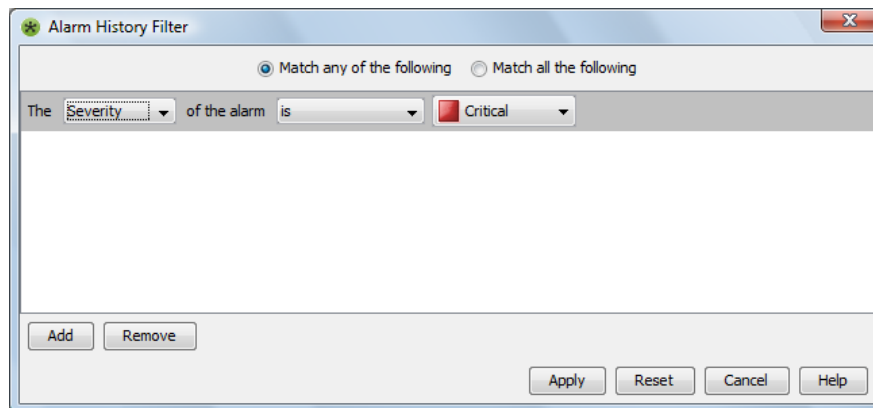 Alarm History Filter
Match any of the following Match all the following
The Severity of the alarm is Critical
Add Remove
Apply Reset Cancel Help